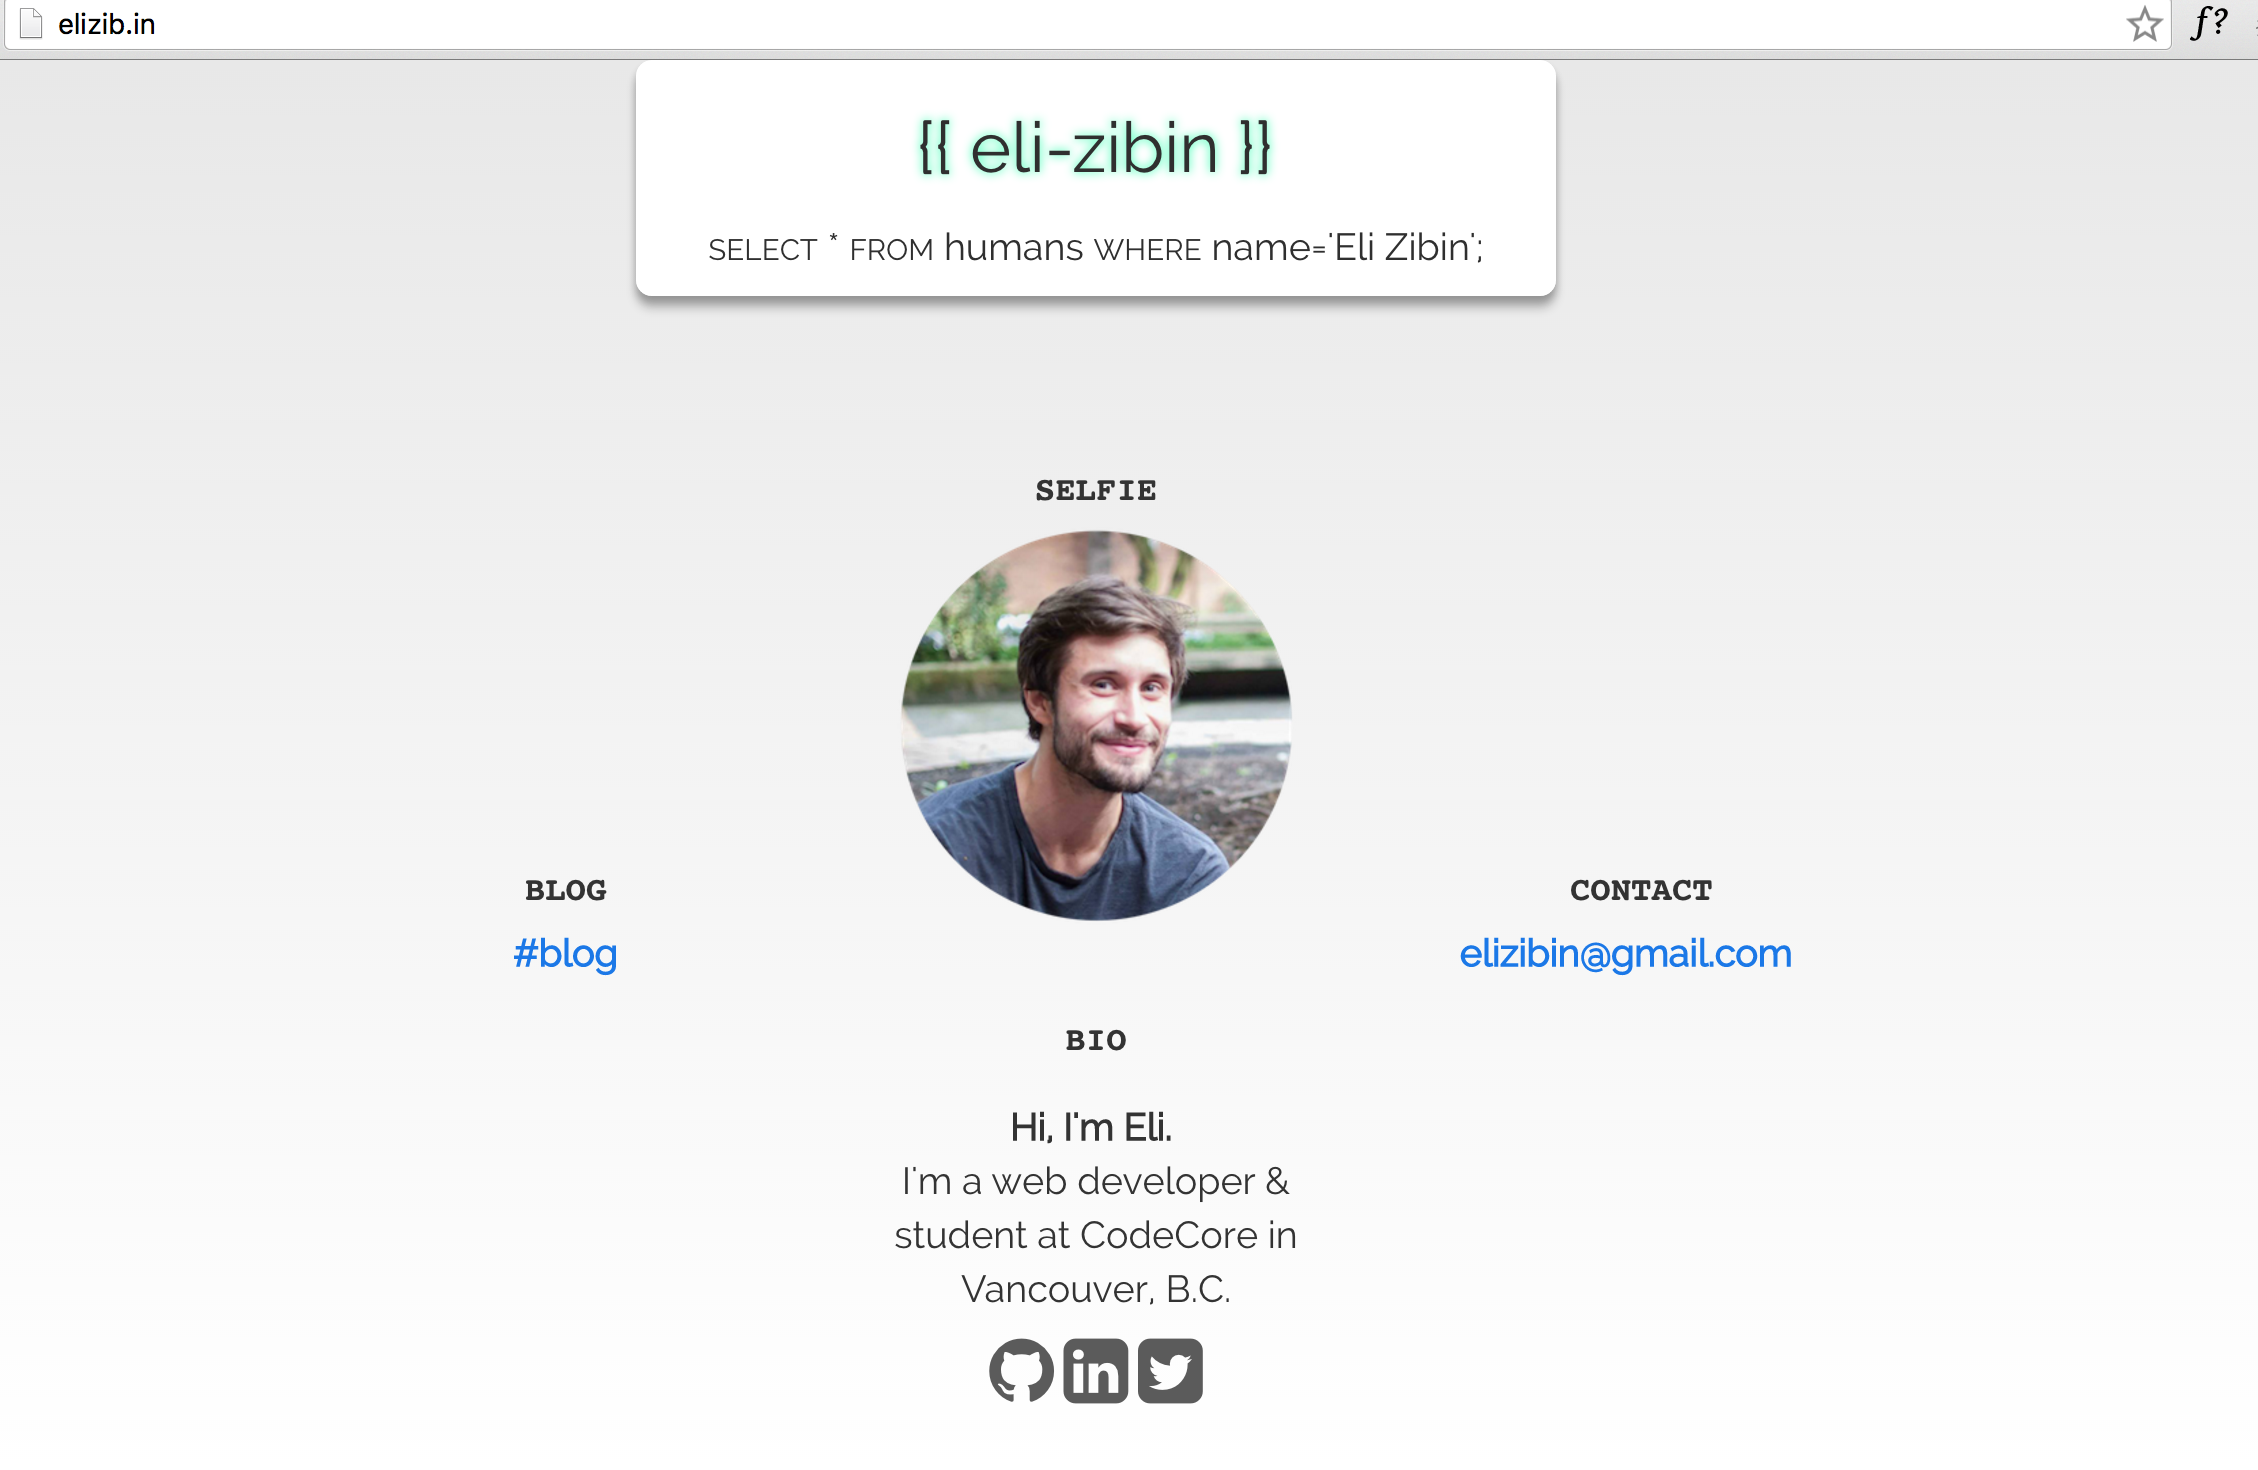 elizib.in
f?
{{ eli-zibin }}
SELECT * FROM humans WHERE name='Eli Zibin';
SELFIE
BLOG
#blog
CONTACT
elizibin@gmail.com
BIO
Hi, I'm Eli.
I'm a web developer &
student at CodeCore in
Vancouver, B.C.
in